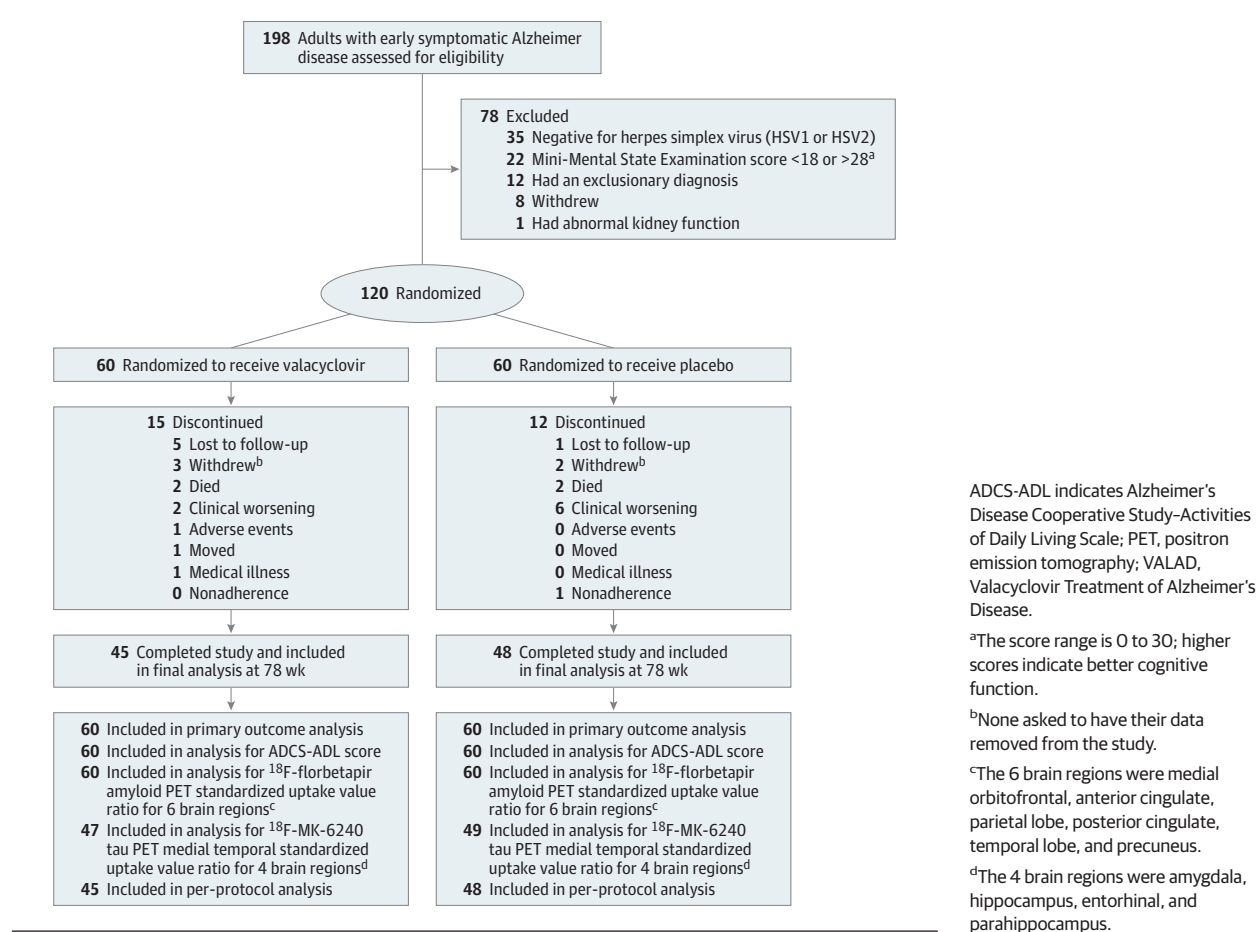 198 Adults with early symptomatic Alzheimer
disease assessed for eligibility
78 Excluded
35 Negative for herpes simplex virus (HSV1 or HSV2)
22 Mini-Mental State Examination score <18 or >28a
12 Had an exclusionary diagnosis
8 Withdrew
1 Had abnormal kidney function
120 Randomized
60 Randomized to receive valacyclovir
15 Discontinued
5 Lost to follow-up
3 Withdrewb
2 Died
2 Clinical worsening
1 Adverse events
1 Moved
1 Medical illness
0 Nonadherence
45 Completed study and included
in final analysis at 78 wk
60 Included in primary outcome analysis
60 Included in analysis for ADCS-ADL score
60 Included in analysis for 18F-florbetapir
amyloid PET standardized uptake value
ratio for 6 brain regionsc
47 Included in analysis for 18F-MK-6240
tau PET medial temporal standardized
uptake value ratio for 4 brain regionsd
45 Included in per-protocol analysis
60 Randomized to receive placebo
12 Discontinued
1 Lost to follow-up
2 Withdrewb
2 Died
6 Clinical worsening
0 Adverse events
0 Moved
0 Medical illness
1 Nonadherence
48 Completed study and included
in final analysis at 78 wk
60 Included in primary outcome analysis
60 Included in analysis for ADCS-ADL score
60 Included in analysis for 18F-florbetapir
amyloid PET standardized uptake value
ratio for 6 brain regionsc
49 Included in analysis for 18F-MK-6240
tau PET medial temporal standardized
uptake value ratio for 4 brain regionsd
48 Included in per-protocol analysis
ADCS-ADL indicates Alzheimer's
Disease Cooperative Study–Activities
of Daily Living Scale; PET, positron
emission tomography; VALAD,
Valacyclovir Treatment of Alzheimer's
Disease.
aThe score range is 0 to 30; higher
scores indicate better cognitive
function.
bNone asked to have their data
removed from the study.
cThe 6 brain regions were medial
orbitofrontal, anterior cingulate,
parietal lobe, posterior cingulate,
temporal lobe, and precuneus.
dThe 4 brain regions were amygdala,
hippocampus, entorhinal, and
parahippocampus.